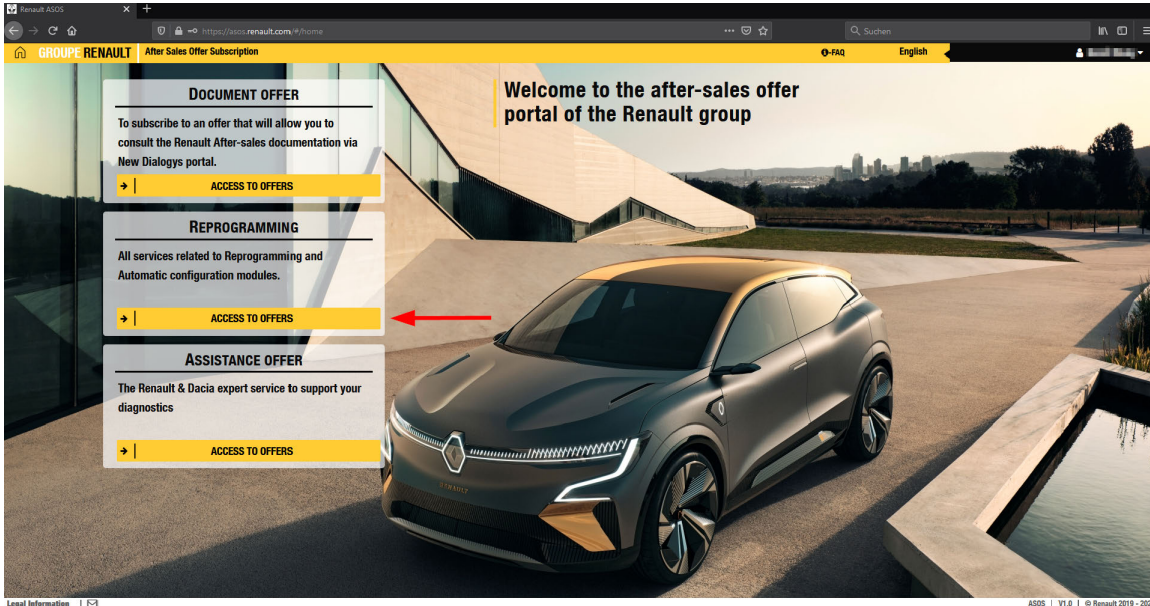 Renault ASOS
https://asos.renault.com/#/home
Suchen
GROUPE RENAULT
After Sales Offer Subscription
FAQ
English
DOCUMENT OFFER
To subscribe to an offer that will allow you to
consult the Renault After-sales documentation via
New Dialogys portal.
ACCESS TO OFFERS
Welcome to the after-sales offer
portal of the Renault group
REPROGRAMMING
All services related to Reprogramming and
Automatic configuration modules.
ACCESS TO OFFERS
ASSISTANCE OFFER
The Renault & Dacia expert service to support your
diagnostics
ACCESS TO OFFERS
RENAULT
Legal Information
ASOS | V1.0 | © Renault 2019 -